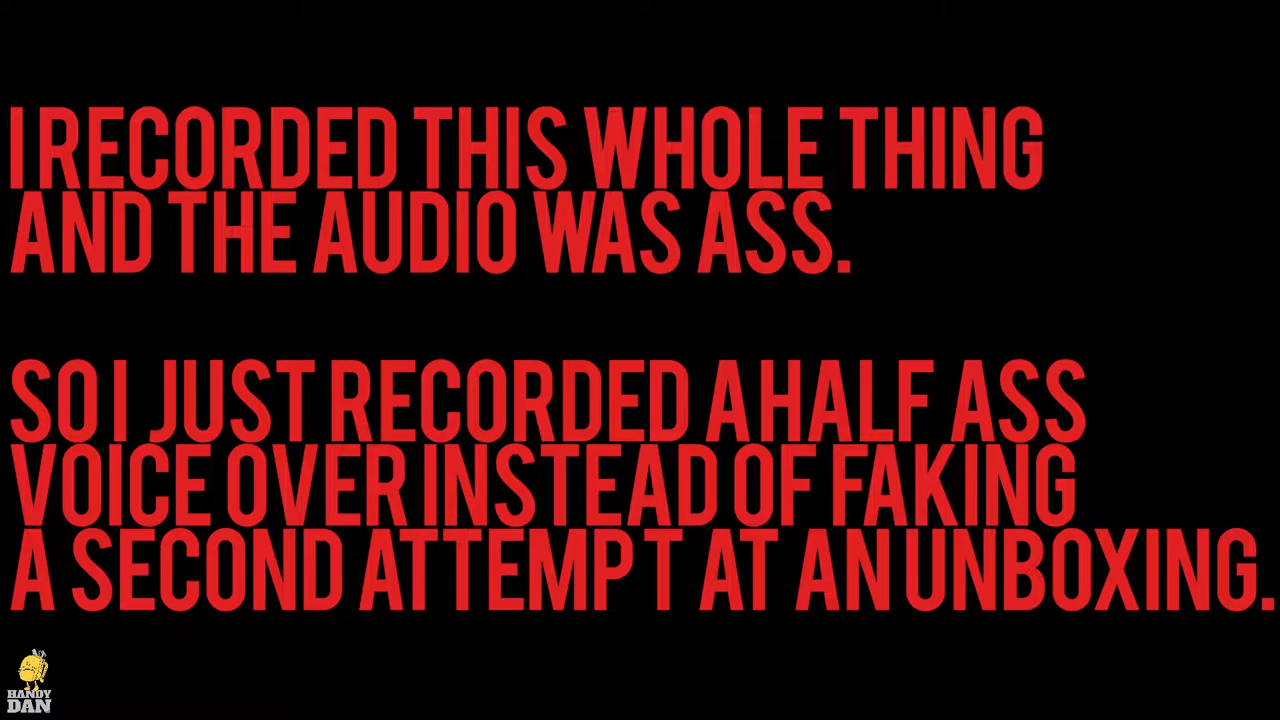 I RECORDED THIS WHOLE THING
AND THE AUDIO WAS ASS.
SO I JUST RECORDED A HALF ASS
VOICE OVER INSTEAD OF FAKING
A SECOND ATTEMPT AT AN UNBOXING.
HANDY
DAN